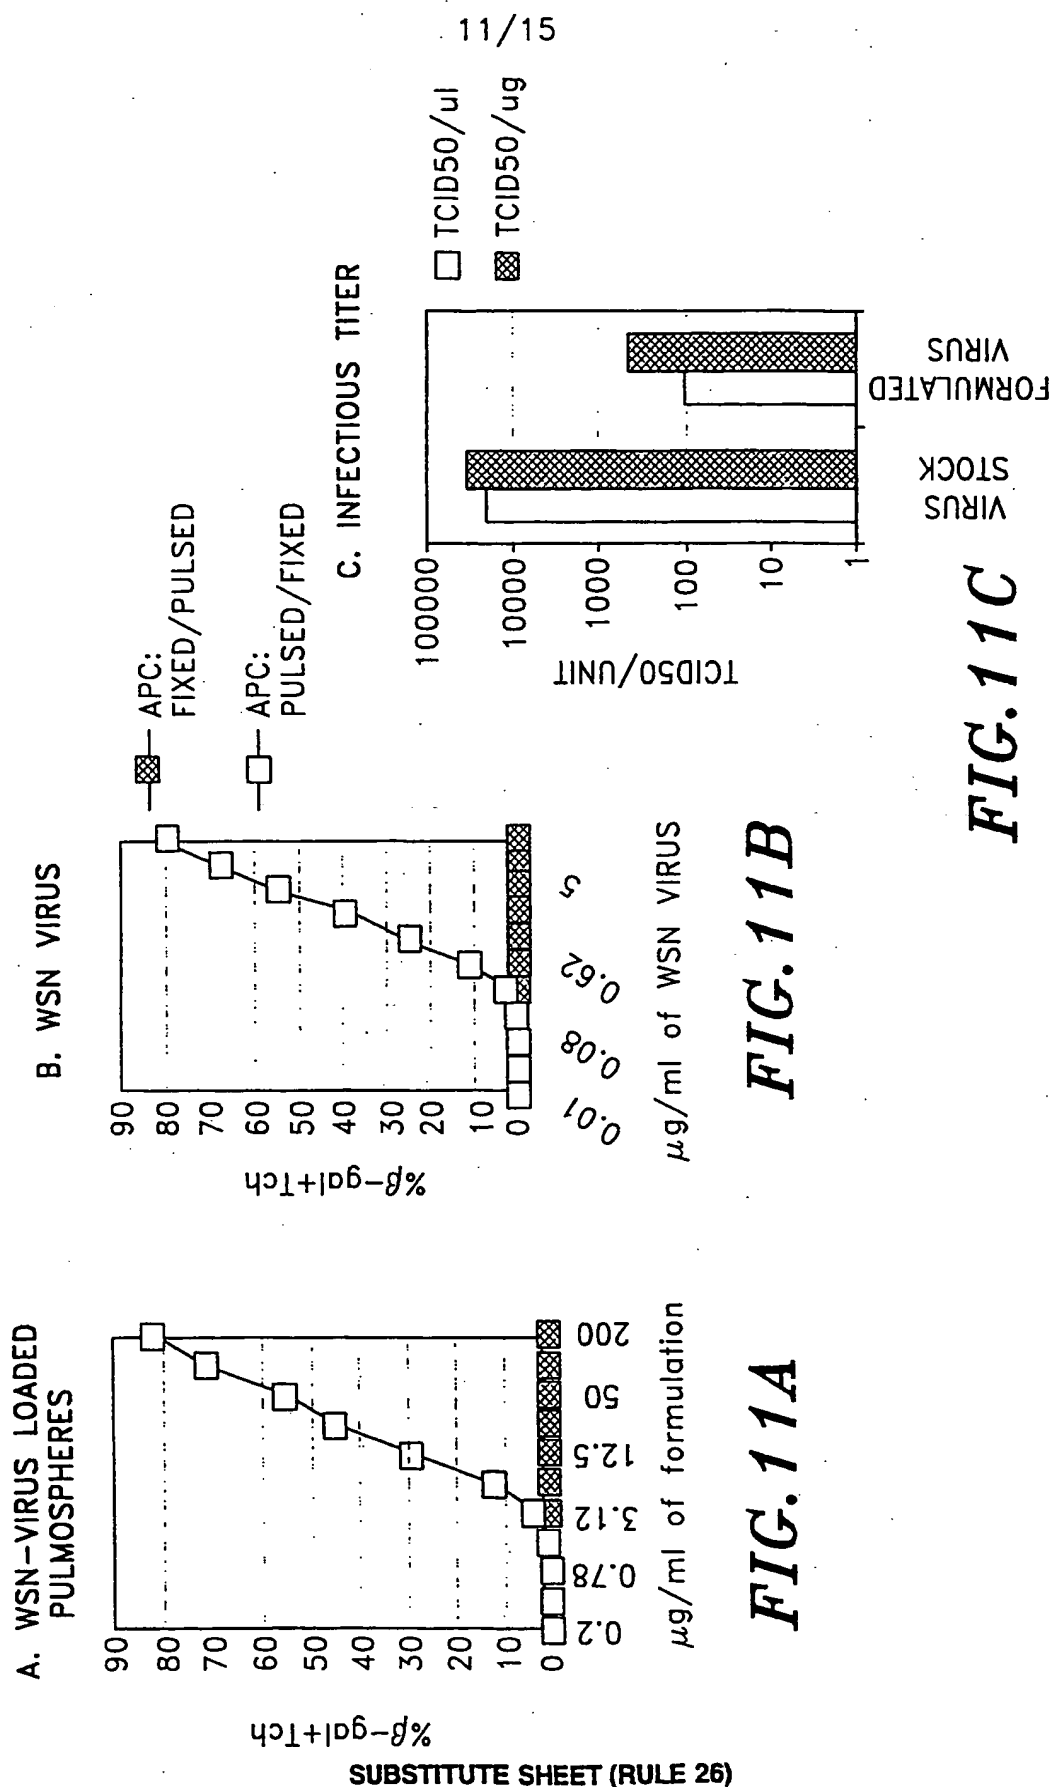 11/15
A. WSN-VIRUS LOADED
PULMOSPHERES
%β-gal+Tch
90
80
70
60
50
40
30
20
10
0
0.2
0.78
3.12
12.5
50
200
µg/ml of formulation
FIG.11A
B. WSN VIRUS
%β-gal+Tch
90
80
70
60
50
40
30
20
10
0
0.01
0.08
0.62
5
µg/ml of WSN VIRUS
APC:
FIXED/PULSED
APC:
PULSED/FIXED
FIG.11B
C. INFECTIOUS TITER
TCID50/UNIT
100000
10000
1000
100
10
1
VIRUS
STOCK
FORMULATED
VIRUS
TCID50/ul
TCID50/ug
FIG.11C
SUBSTITUTE SHEET (RULE 26)